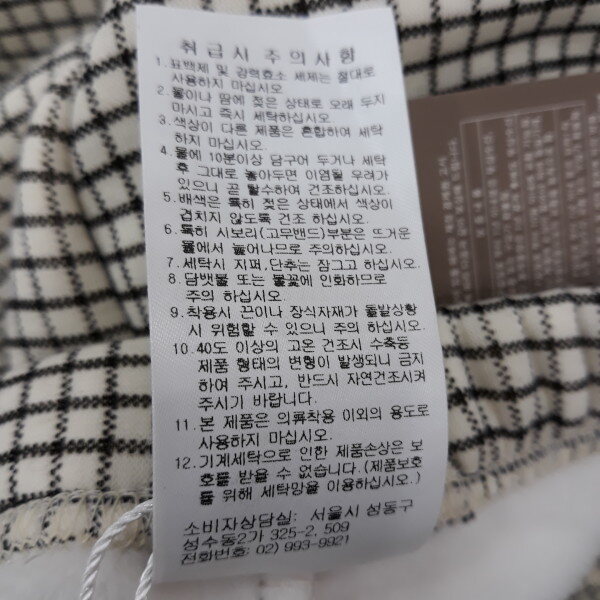 취급시 주의사항
1. 표백제 및 강력효소 세제는 절대로
사용하지 마십시오
2. 물이나 땀에 젖은 상태로 오래 두지
마시고 즉시 세탁하십시오
3. 색상이 다른 제품은 혼합하여 세탁
하지 마십시오
4. 물에 10분이상 담구어 두거나 세탁
후 그대로 놓아두면 이염될 우려가
있으니 곧 탈수하여 건조하십시오
5. 배색은 특히 젖은 상태에서 색상이
겹치지 않도록 건조 하십시오
6. 특히 시보리(고무밴드)부분은 뜨거운
물에서 늘어나므로 주의하십시오
7. 세탁시 지퍼,단추는 잠그고 하십시오
8. 담뱃불 또는 불꽃에 인화하므로
주의 하십시오
9. 착용시 끈이나 장식자재가 돌발상황
시 위험할 수 있으니 주의 하십시오
10. 40도 이상의 고온 건조시 수축등
제품 형태의 변형이 발생되니 금지
하여 주시고, 반드시 자연건조시켜
주시기 바랍니다.
11. 본 제품은 의류착용 이외의 용도로
사용하지 마십시오.
12. 기계세탁으로 인한 제품손상은 보
호를 받을 수 없습니다.(제품보호
를 위해 세탁망을 이용하십시오.)
소비자상담실: 서울시 성동구
성수동2가 325-2, 509
전화번호: 02) 993-9921